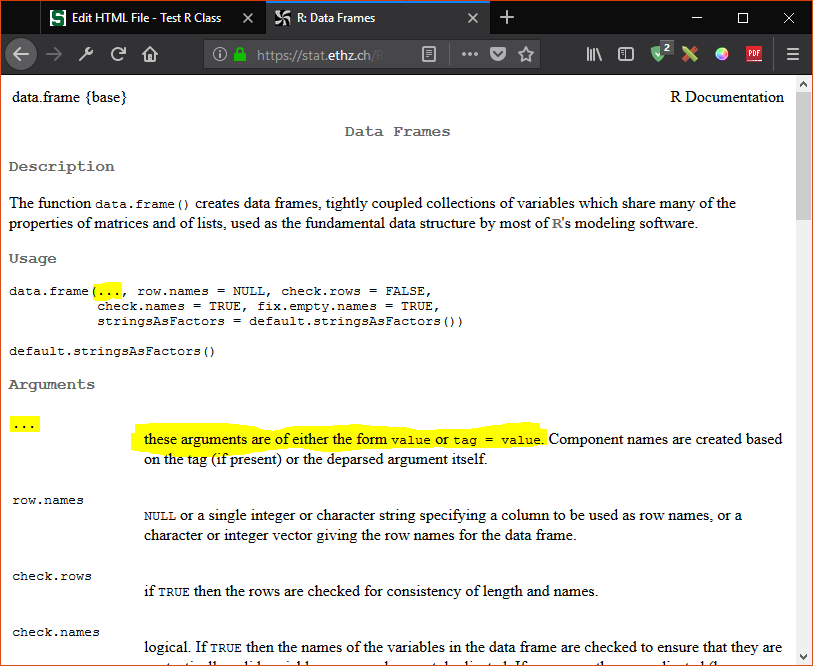 Edit HTML File - Test R Class
R: Data Frames
https://stat.ethz.ch/R
2
PDF
data.frame {base}
R Documentation
Data Frames
Description
The function data.frame() creates data frames, tightly coupled collections of variables which share many of the
properties of matrices and of lists, used as the fundamental data structure by most of R's modeling software.
Usage
data.frame(..., row.names = NULL, check.rows = FALSE,
check.names = TRUE, fix.empty.names = TRUE,
stringsAsFactors = default.stringsAsFactors())
default.stringsAsFactors()
Arguments
...
these arguments are of either the form value or tag = value. Component names are created based
on the tag (if present) or the deparsed argument itself.
row.names
NULL or a single integer or character string specifying a column to be used as row names, or a
character or integer vector giving the row names for the data frame.
check.rows
if TRUE then the rows are checked for consistency of length and names.
check.names
logical. If TRUE then the names of the variables in the data frame are checked to ensure that they are